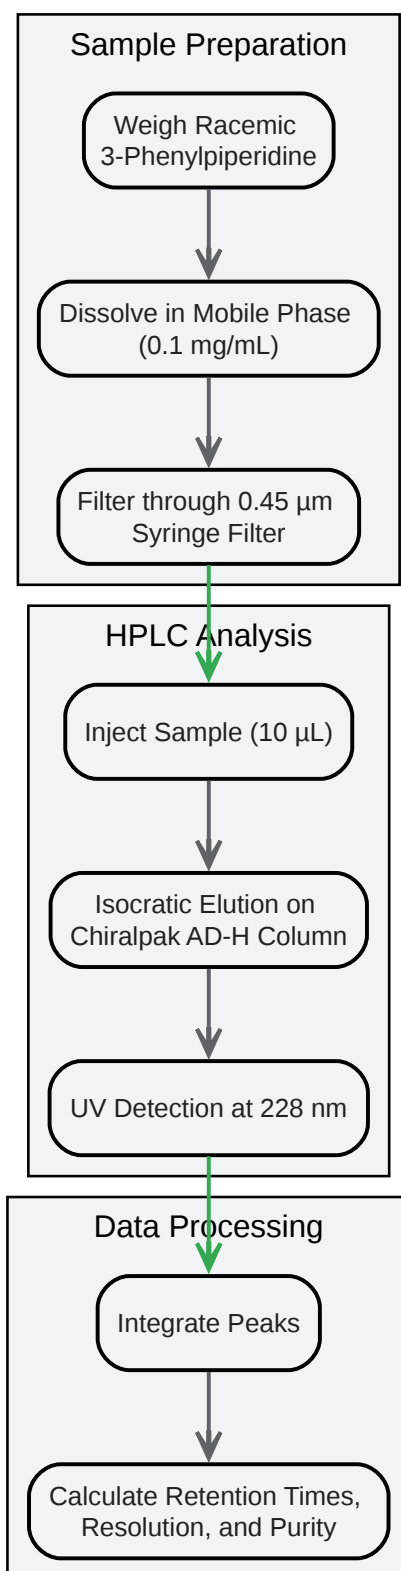 Sample Preparation
Weigh Racemic
3-Phenylpiperidine
Dissolve in Mobile Phase
(0.1 mg/mL)
Filter through 0.45 µm
Syringe Filter
HPLC Analysis
Inject Sample (10 µL)
Isocratic Elution on
Chiralpak AD-H Column
UV Detection at 228 nm
Data Processing
Integrate Peaks
Calculate Retention Times,
Resolution, and Purity